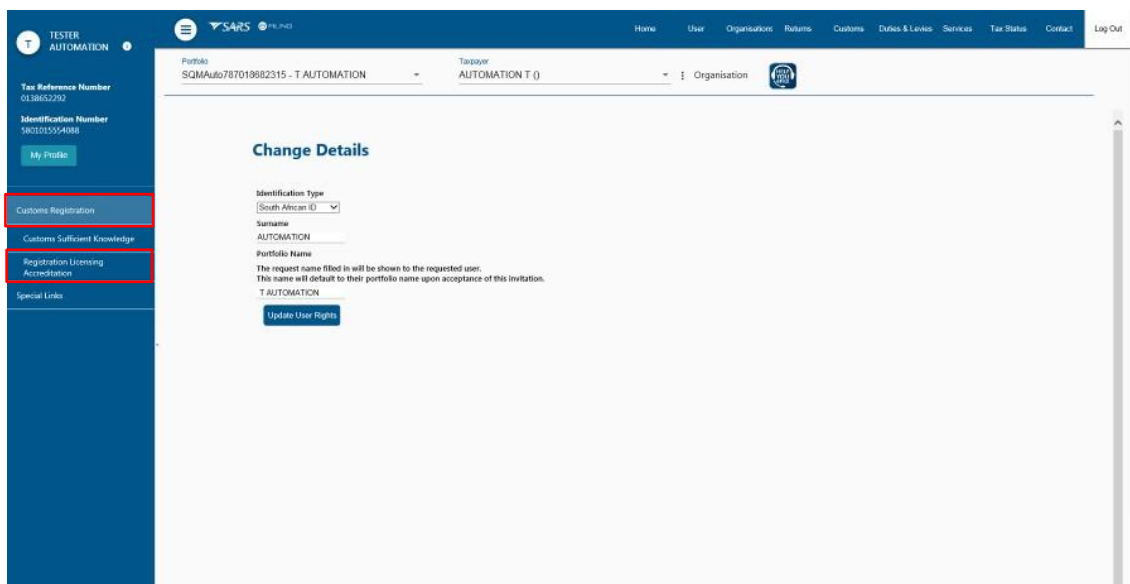 T
TESTER
AUTOMATION
Tax Reference Number
0138652292
Identification Number
5801015554088
My Profile
Customs Registration
Customs Sufficient Knowledge
Registration Licensing
Accreditation
Special Links
SARS eFILING
Home User Organisations Returns Customs Duties & Levies Services Tax Status Contact Log Out
Portfolio
SQMAuto787018682315 - T AUTOMATION
Taxpayer
AUTOMATION T ()
Organisation
HELP
YOU
eFILE
Change Details
Identification Type
South African ID
Surname
AUTOMATION
Portfolio Name
The request name filled in will be shown to the requested user.
This name will default to their portfolio name upon acceptance of this invitation.
T AUTOMATION
Update User Rights